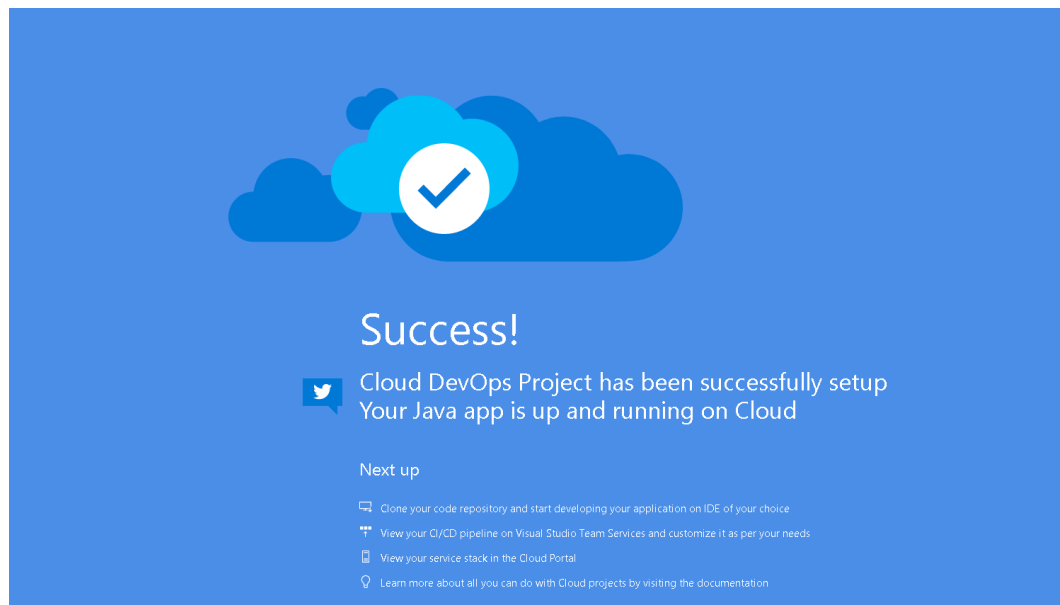 Success!
Cloud DevOps Project has been successfully setup
Your Java app is up and running on Cloud
Next up
Clone your code repository and start developing your application on IDE of your choice
View your CI/CD pipeline on Visual Studio Team Services and customize it as per your needs
View your service stack in the Cloud Portal
Learn more about all you can do with Cloud projects by visiting the documentation